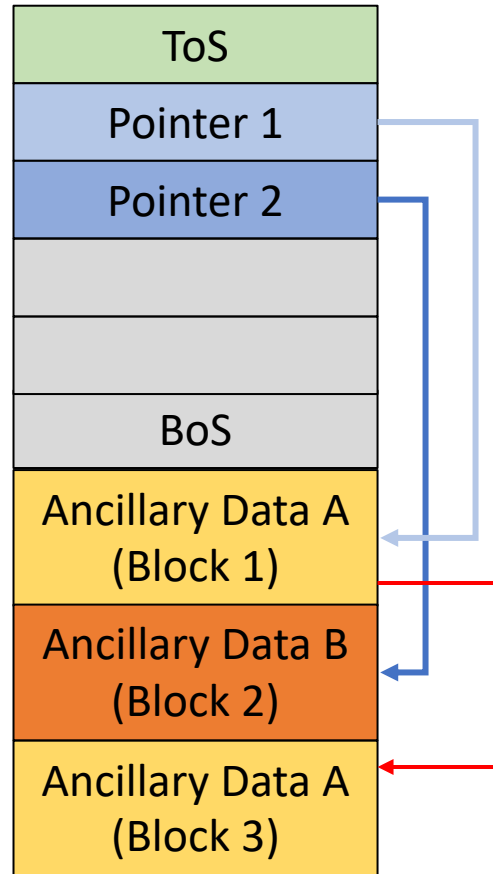 ToS
Pointer 1
Pointer 2
BoS
Ancillary Data A
(Block 1)
Ancillary Data B
(Block 2)
Ancillary Data A
(Block 3)